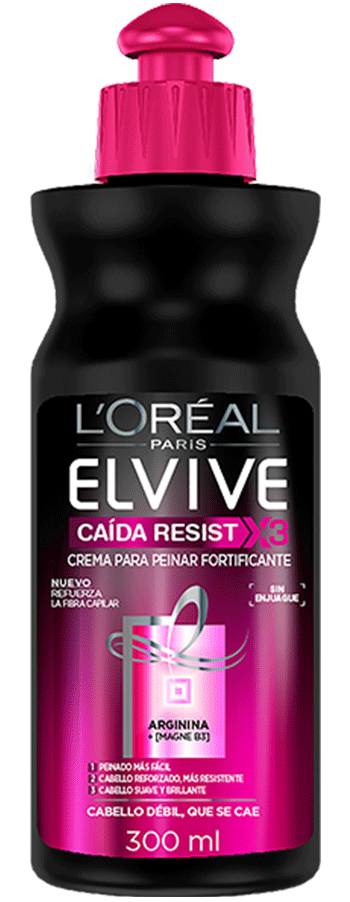 L'ORÉAL
PARIS
ELVIVE
CAÍDA RESIST X3
CREMA PARA PEINAR FORTIFICANTE
NUEVO
REFUERZA
LA FIBRA CAPILAR
SIN
ENJUAGUE
ARGININA
+ [MAGNE B3]
1 PEINADO MÁS FÁCIL
2 CABELLO REFORZADO, MÁS RESISTENTE
3 CABELLO SUAVE Y BRILLANTE
CABELLO DÉBIL, QUE SE CAE
300 ml